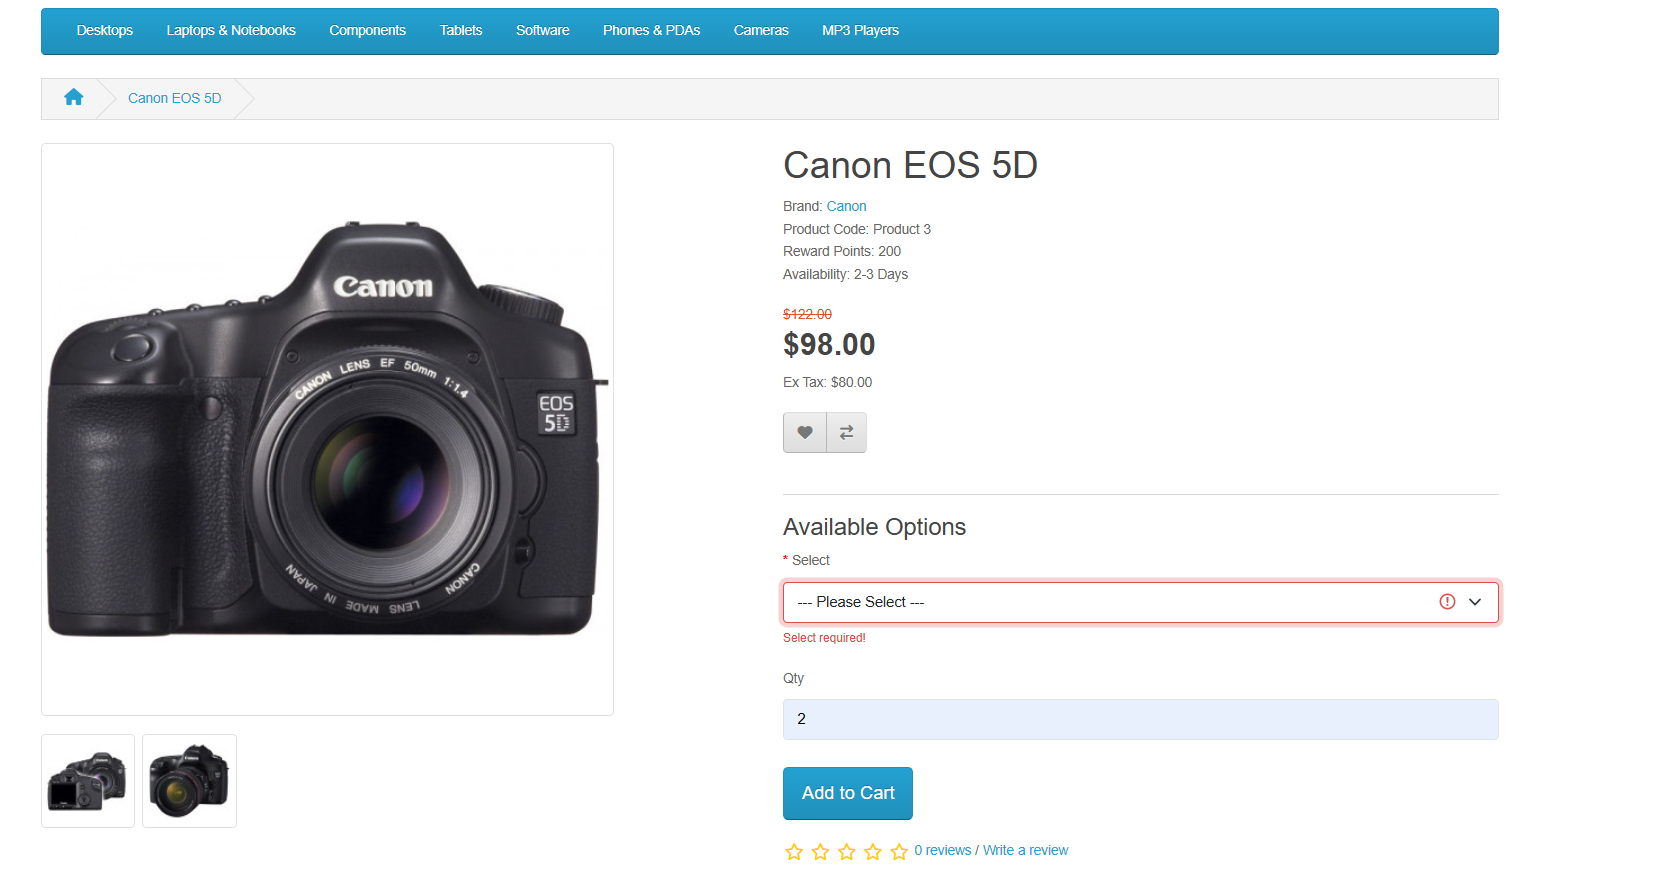 Desktops Laptops & Notebooks Components Tablets Software Phones & PDAs Cameras MP3 Players
Canon EOS 5D
Canon EOS 5D
Brand: Canon
Product Code: Product 3
Reward Points: 200
Availability: 2-3 Days
$122.00
$98.00
Ex Tax: $80.00
Available Options
* Select
--- Please Select ---
Select required!
Qty
2
Add to Cart
0 reviews / Write a review
Canon
CANON LENS EF 50mm 1:1.4
EOS
5D
CANON LENS MADE IN JAPAN